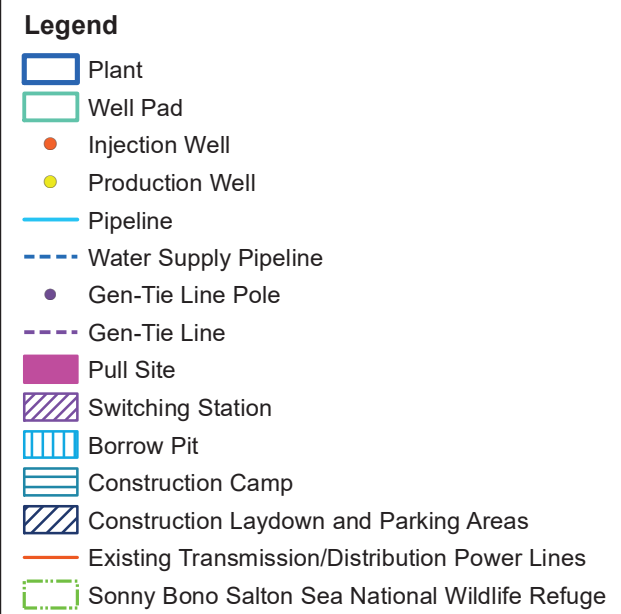 Legend
Plant
Well Pad
Injection Well
Production Well
Pipeline
Water Supply Pipeline
Gen-Tie Line Pole
Gen-Tie Line
Pull Site
Switching Station
Borrow Pit
Construction Camp
Construction Laydown and Parking Areas
Existing Transmission/Distribution Power Lines
Sonny Bono Salton Sea National Wildlife Refuge